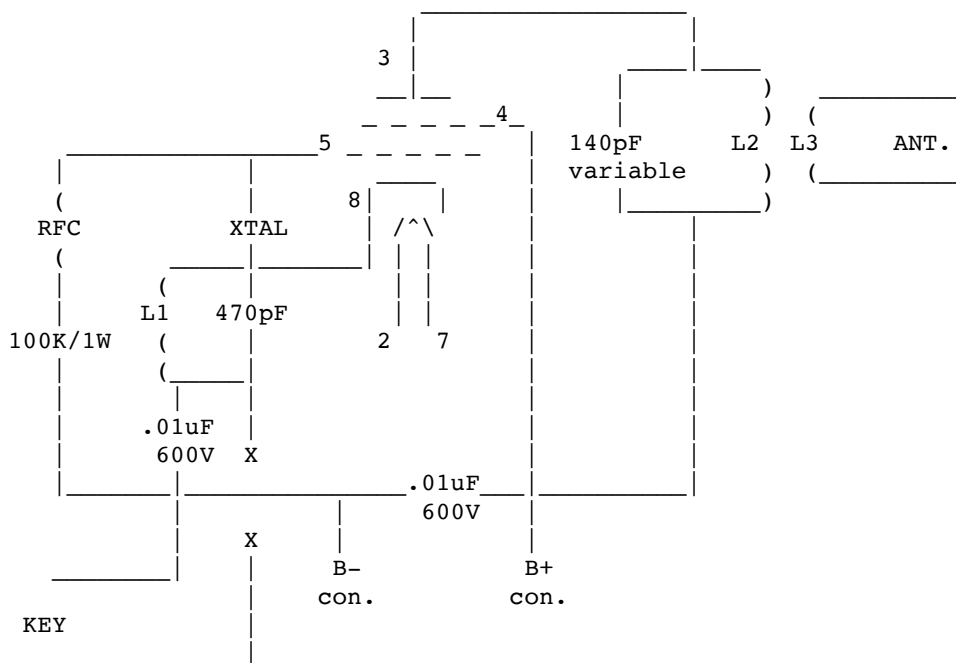 3
4
5 140pF L2 L3 ANT.
variable
8
RFC XTAL
L1 470pF
100K/1W 2 7
.01uF
600V X
.01uF
600V
X
B- B+
con. con.
KEY